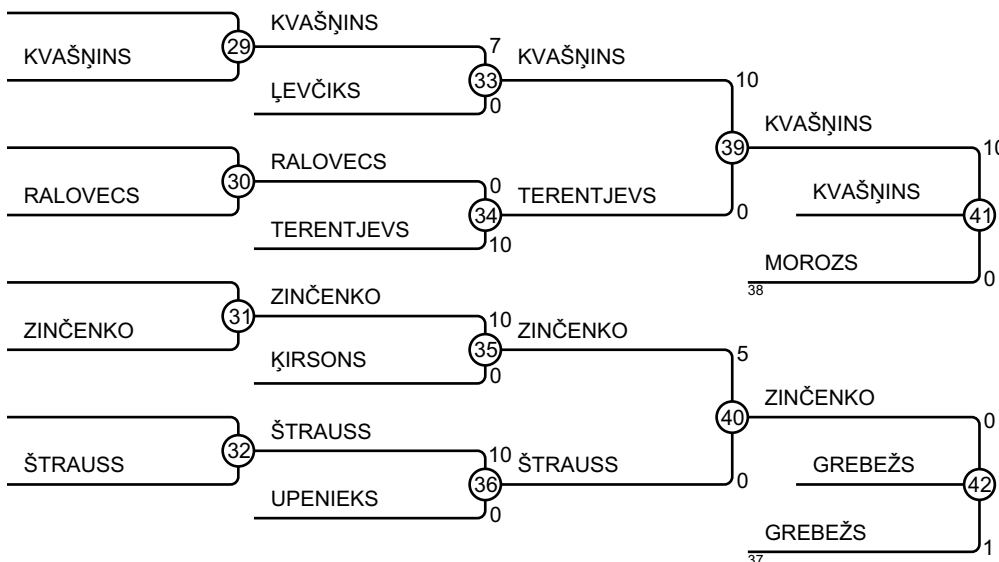 KVAŠŅINS
29
KVAŠŅINS
ĻEVČIKS
7
33
0
KVAŠŅINS
RALOVECS
30
RALOVECS
TERENTJEVS
0
34
10
TERENTJEVS
10
39
0
KVAŠŅINS
KVAŠŅINS
MOROZS
38
10
41
0
ZINČENKO
31
ZINČENKO
ĶIRSONS
10
35
0
ZINČENKO
ŠTRAUSS
32
ŠTRAUSS
UPENIEKS
10
36
0
ŠTRAUSS
5
40
0
ZINČENKO
GREBEŽS
GREBEŽS
37
0
42
1